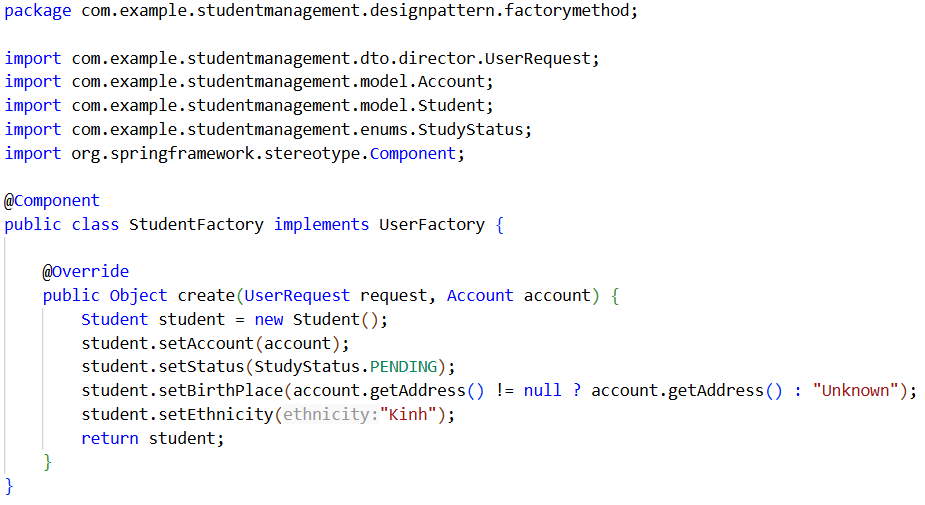 package com.example.studentmanagement.designpattern.factorymethod;
import com.example.studentmanagement.dto.director.UserRequest;
import com.example.studentmanagement.model.Account;
import com.example.studentmanagement.model.Student;
import com.example.studentmanagement.enums.StudyStatus;
import org.springframework.stereotype.Component;
@Component
public class StudentFactory implements UserFactory {
    @Override
    public Object create(UserRequest request, Account account) {
        Student student = new Student();
        student.setAccount(account);
        student.setStatus(StudyStatus.PENDING);
        student.setBirthPlace(account.getAddress() != null ? account.getAddress() : "Unknown");
        student.setEthnicity(ethnicity:"Kinh");
        return student;
    }
}